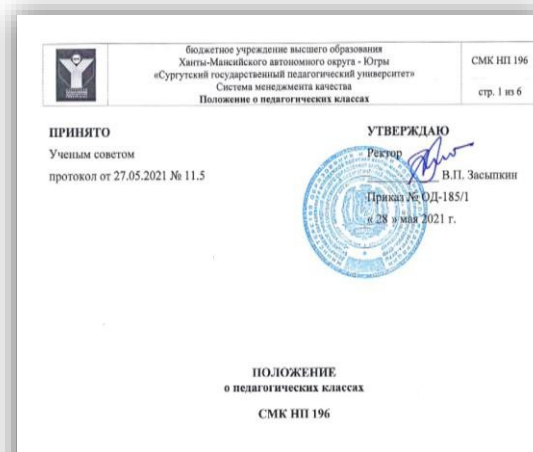 бюджетное учреждение высшего образования
Ханты-Мансийского автономного округа - Югры
«Сургутский государственный педагогический университет»
Система менеджмента качества
Положение о педагогических классах
СМК НП 196
стр. 1 из 6
ПРИНЯТО
Ученым советом
протокол от 27.05.2021 № 11.5
УТВЕРЖДАЮ
Ректор
В.П. Засыпкин
Приказ № ОД-185/1
« 28 » мая 2021 г.
ПОЛОЖЕНИЕ
о педагогических классах
СМК НП 196